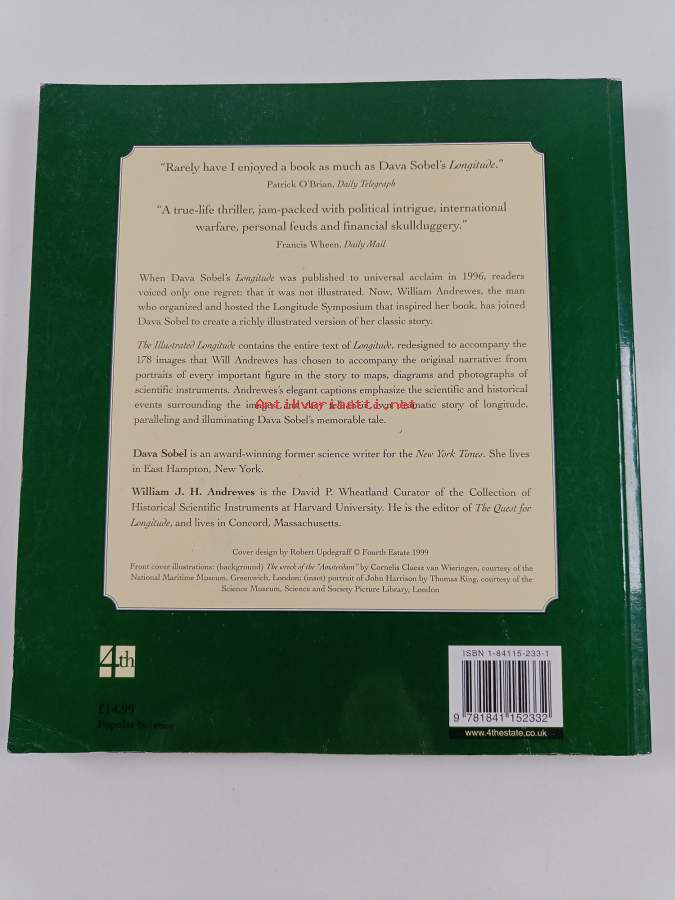 “Rarely have I enjoyed a book as much as Dava Sobel’s Longitude.”
Patrick O’Brian, Daily Telegraph
“A true-life thriller, jam-packed with political intrigue, international
warfare, personal feuds and financial skullduggery.”
Francis Wheen, Daily Mail
When Dava Sobel’s Longitude was published to universal acclaim in 1996, readers
voiced only one regret: that it was not illustrated. Now, William Andrewes, the man
who organized and hosted the Longitude Symposium that inspired her book, has joined
Dava Sobel to create a richly illustrated version of her classic story.
The Illustrated Longitude contains the entire text of Longitude, redesigned to accompany the
178 images that Will Andrewes has chosen to accompany the original narrative: from
portraits of every important figure in the story to maps, diagrams and photographs of
scientific instruments. Andrewes’s elegant captions emphasize the scientific and historical
events surrounding the images, own dramatic story of longitude,
Antikvariaatti.net
paralleling and illuminating Dava Sobel’s memorable tale.
Dava Sobel is an award-winning former science writer for the New York Times. She lives
in East Hampton, New York.
William J. H. Andrewes is the David P. Wheatland Curator of the Collection of
Historical Scientific Instruments at Harvard University. He is the editor of The Quest for
Longitude, and lives in Concord, Massachusetts.
Cover design by Robert Updegraff © Fourth Estate 1999
Front cover illustrations: (background) The wreck of the “Amsterdam” by Cornelis Claesz van Wieringen, courtesy of the
National Maritime Museum, Greenwich, London; (inset) portrait of John Harrison by Thomas King, courtesy of the
Science Museum, Science and Society Picture Library, London
4th
£14.99
Popular Science
ISBN 1-84115-233-1
9 781841 152332
www.4thestate.co.uk